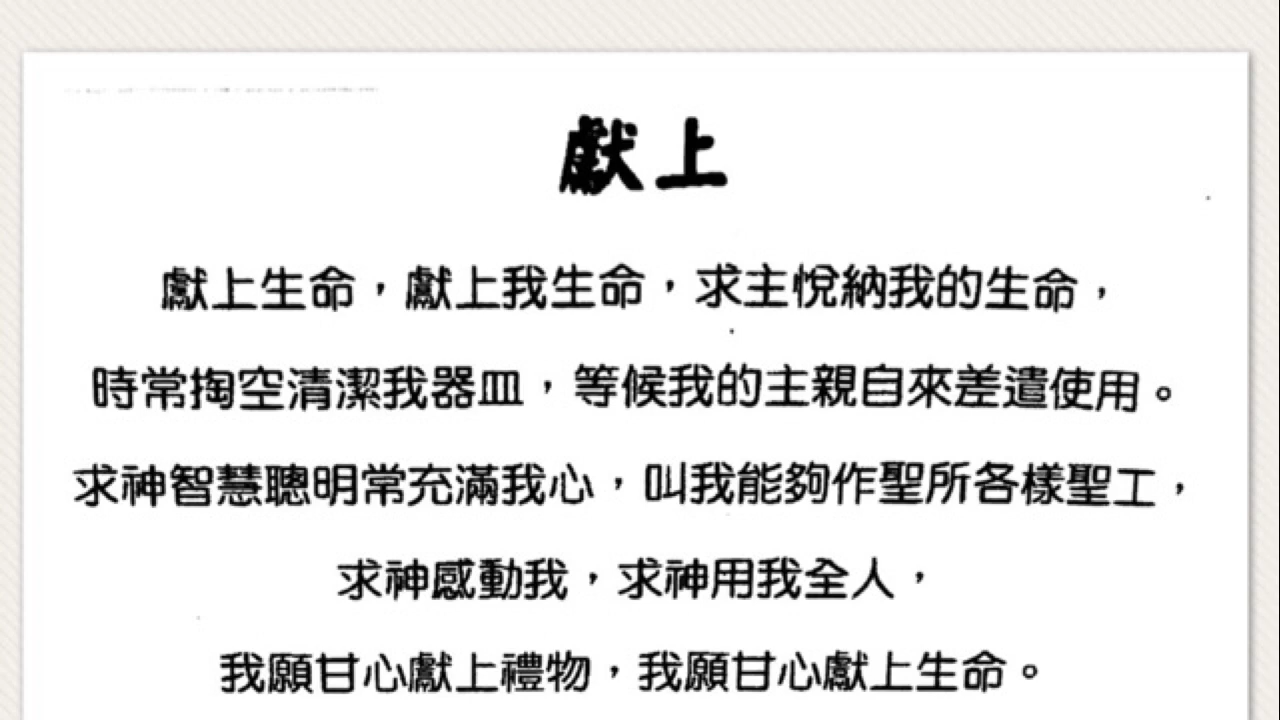 獻上
獻上生命，獻上我生命，求主悅納我的生命，
時常掏空清潔我器皿，等候我的主親自來差遣使用。
求神智慧聰明常充滿我心，叫我能夠作聖所各樣聖工，
求神感動我，求神用我全人，
我願甘心獻上禮物，我願甘心獻上生命。